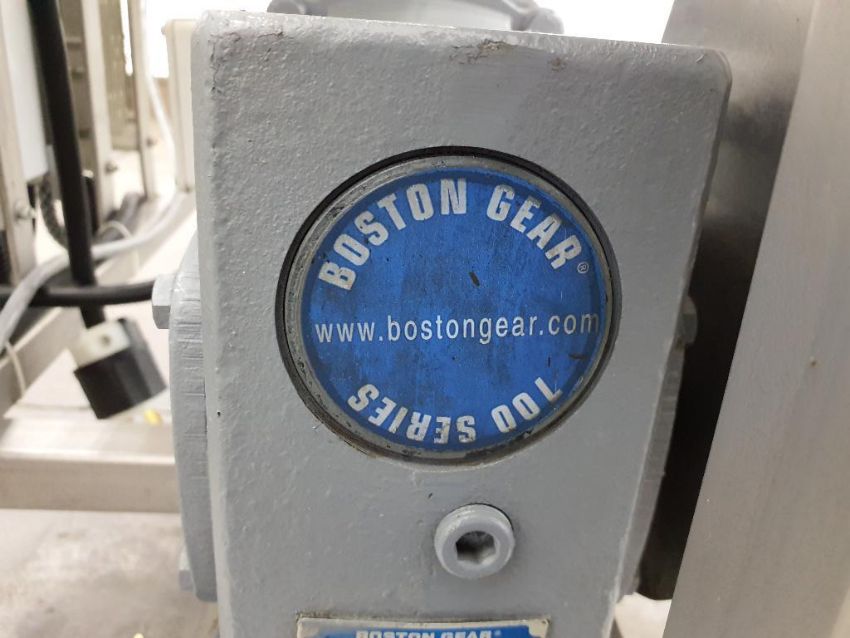 BOSTON GEAR®
www.bostongear.com
700 SERIES
BOSTON GEAR®